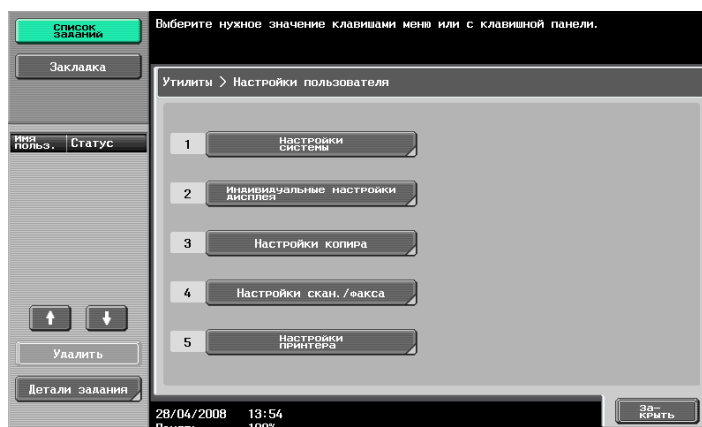 Список
заданий
Закладка
Имя
польз.
Статус
Удалить
Детали задания
Выберите нужное значение клавишами меню или с клавишной панели.
Утилиты > Настройки пользователя
1
Настройки
системы
2
Индивидуальные настройки
дисплея
3
Настройки копира
4
Настройки скан./факса
5
Настройки
принтера
28/04/2008 13:54
Память 100%
За-
крыть